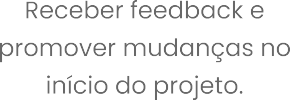 Receber feedback e
promover mudanças no
início do projeto.